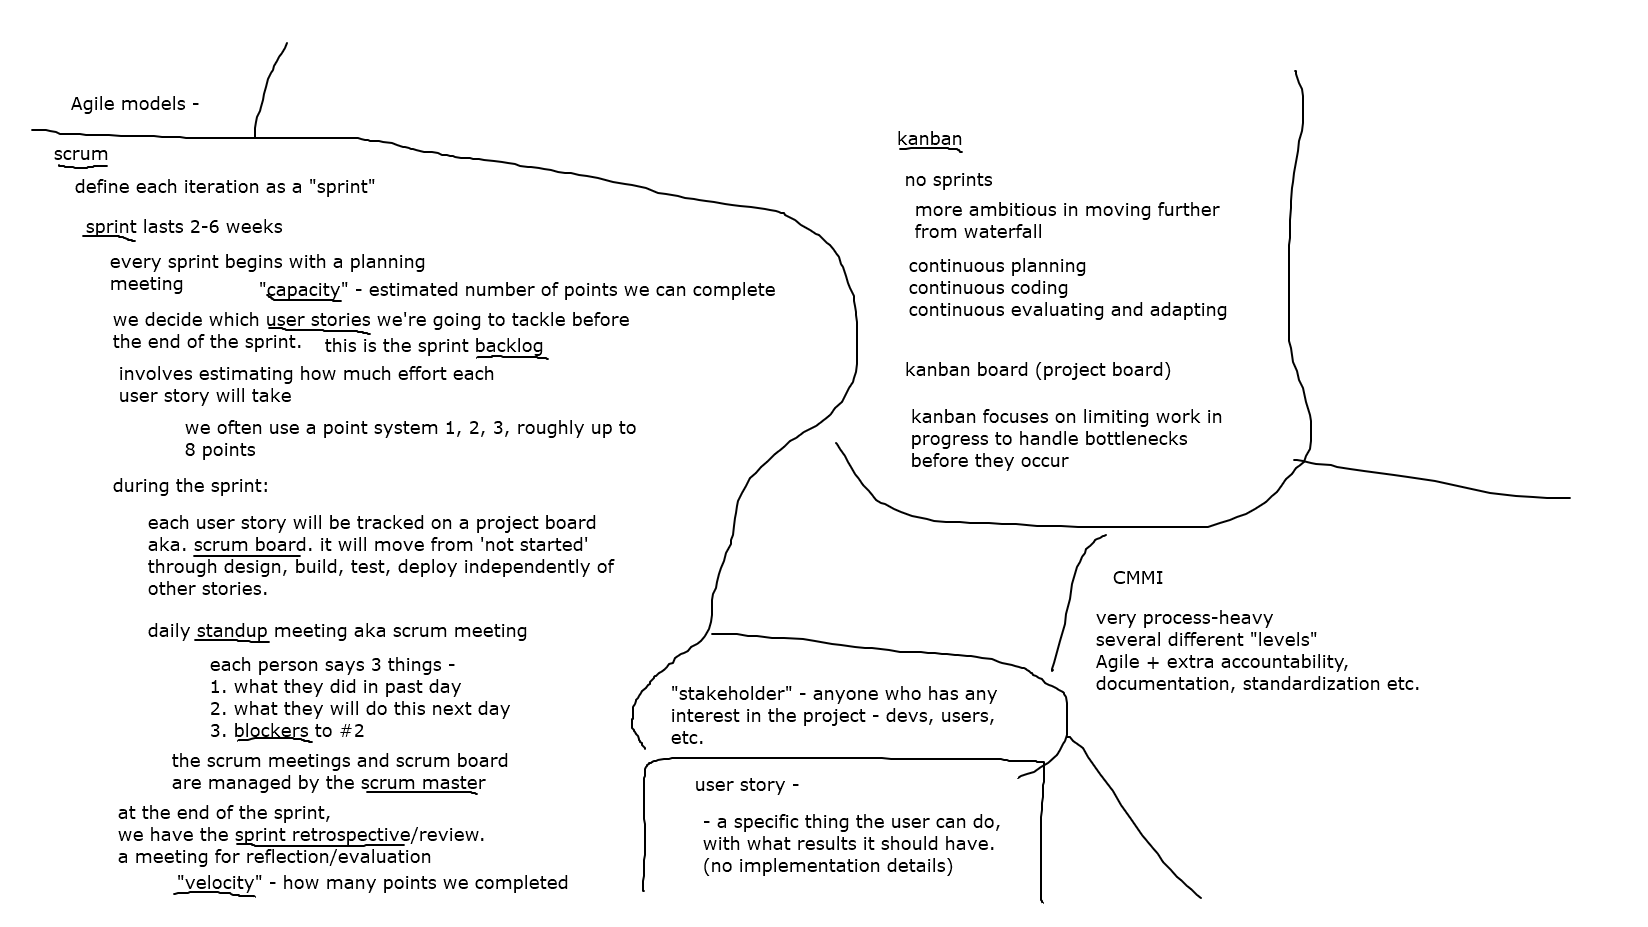 Agile models -
scrum
define each iteration as a "sprint"
sprint lasts 2-6 weeks
every sprint begins with a planning
meeting
"capacity" - estimated number of points we can complete
we decide which user stories we're going to tackle before
the end of the sprint.
this is the sprint backlog
involves estimating how much effort each
user story will take
we often use a point system 1, 2, 3, roughly up to
8 points
during the sprint:
each user story will be tracked on a project board
aka. scrum board. it will move from 'not started'
through design, build, test, deploy independently of
other stories.
daily standup meeting aka scrum meeting
each person says 3 things -
1. what they did in past day
2. what they will do this next day
3. blockers to #2
the scrum meetings and scrum board
are managed by the scrum master
at the end of the sprint,
we have the sprint retrospective/review.
a meeting for reflection/evaluation
"velocity" - how many points we completed
kanban
no sprints
more ambitious in moving further
from waterfall
continuous planning
continuous coding
continuous evaluating and adapting
kanban board (project board)
kanban focuses on limiting work in
progress to handle bottlenecks
before they occur
"stakeholder" - anyone who has any
interest in the project - devs, users,
etc.
user story -
- a specific thing the user can do,
with what results it should have.
(no implementation details)
CMMI
very process-heavy
several different "levels"
Agile + extra accountability,
documentation, standardization etc.